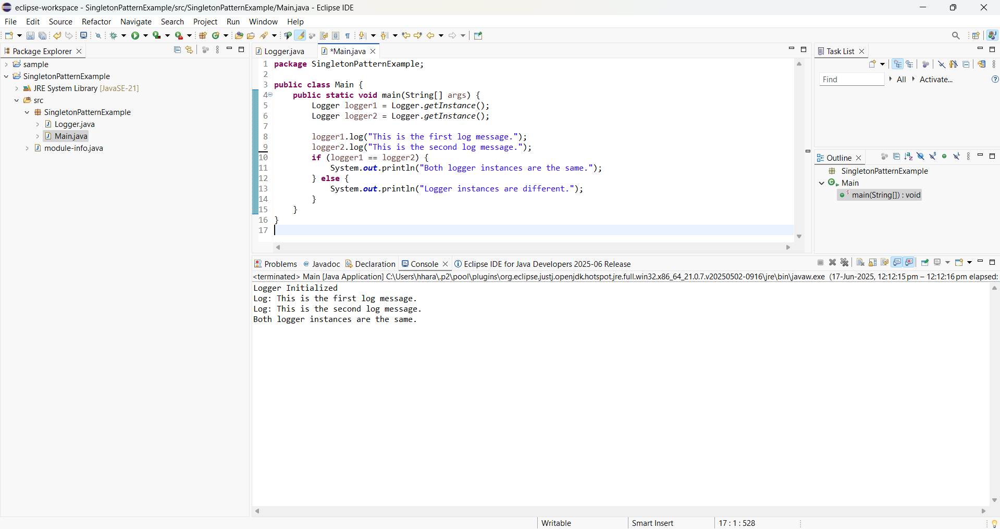 eclipse-workspace - SingletonPatternExample/src/SingletonPatternExample/Main.java - Eclipse IDE
File Edit Source Refactor Navigate Search Project Run Window Help
Package Explorer
sample
SingletonPatternExample
JRE System Library [JavaSE-21]
src
SingletonPatternExample
Logger.java
Main.java
module-info.java
Logger.java *Main.java
1 package SingletonPatternExample;
2
3 public class Main {
4 public static void main(String[] args) {
5 Logger logger1 = Logger.getInstance();
6 Logger logger2 = Logger.getInstance();
7
8 logger1.log("This is the first log message.");
9 logger2.log("This is the second log message.");
10 if (logger1 == logger2) {
11 System.out.println("Both logger instances are the same.");
12 } else {
13 System.out.println("Logger instances are different.");
14 }
15 }
16 }
17
Task List
Find All Activate...
Outline
SingletonPatternExample
Main
main(String[]) : void
Problems @ Javadoc Declaration Console Eclipse IDE for Java Developers 2025-06 Release
<terminated> Main [Java Application] C:\Users\hhara\.p2\pool\plugins\org.eclipse.justj.openjdk.hotspot.jre.full.win32.x86_64_21.0.7.v20250502-0916\jre\bin\javaw.exe (17-Jun-2025, 12:12:15 pm – 12:12:16 pm elapsed:
Logger Initialized
Log: This is the first log message.
Log: This is the second log message.
Both logger instances are the same.
Writable Smart Insert 17 : 1 : 528